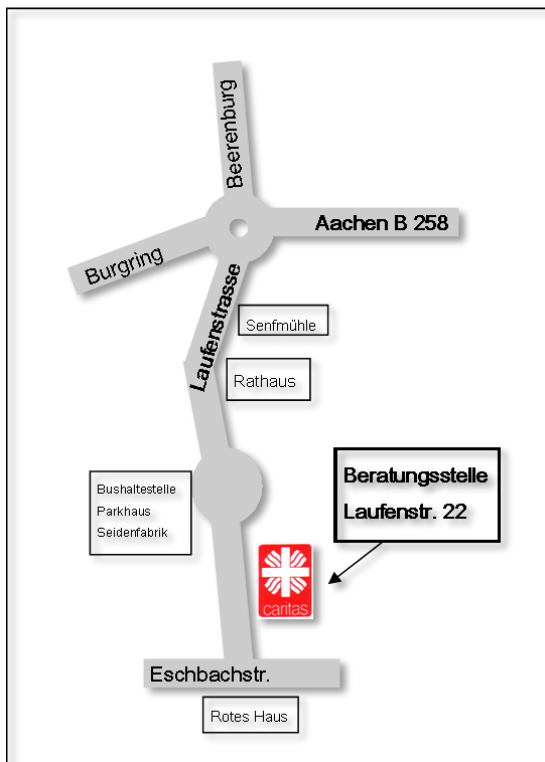 Beerenburg
Aachen B 258
Burgring
Laufenstrasse
Senfmühle
Rathaus
Beratungsstelle
Laufenstr. 22
Bushaltestelle
Parkhaus
Seidenfabrik
caritas
Eschbachstr.
Rotes Haus